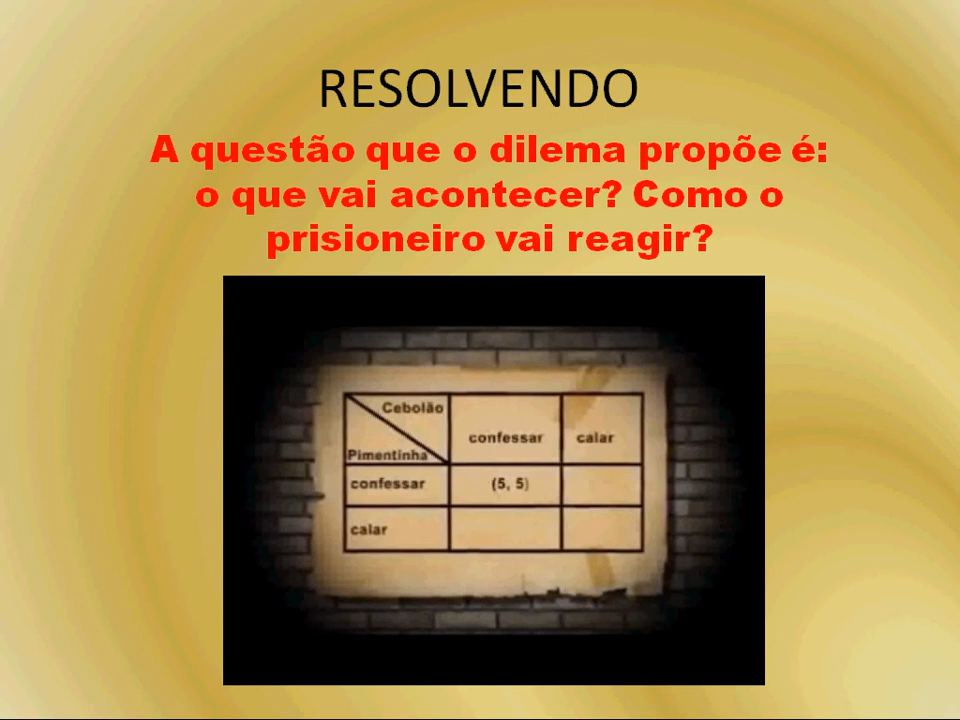 RESOLVENDO
A questão que o dilema propõe é:
o que vai acontecer? Como o
prisioneiro vai reagir?
Cebolão
Pimentinha
confessar calar
confessar (5, 5)
calar